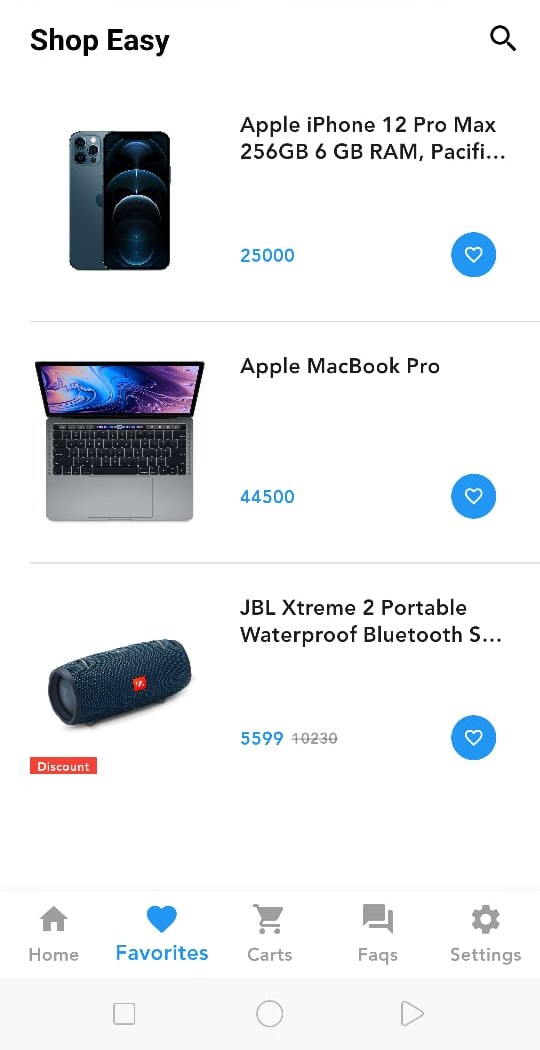 Shop Easy
Apple iPhone 12 Pro Max
256GB 6 GB RAM, Pacifi...
25000
Apple MacBook Pro
44500
JBL Xtreme 2 Portable
Waterproof Bluetooth S...
5599 10230
Discount
Home Favorites Carts Faqs Settings